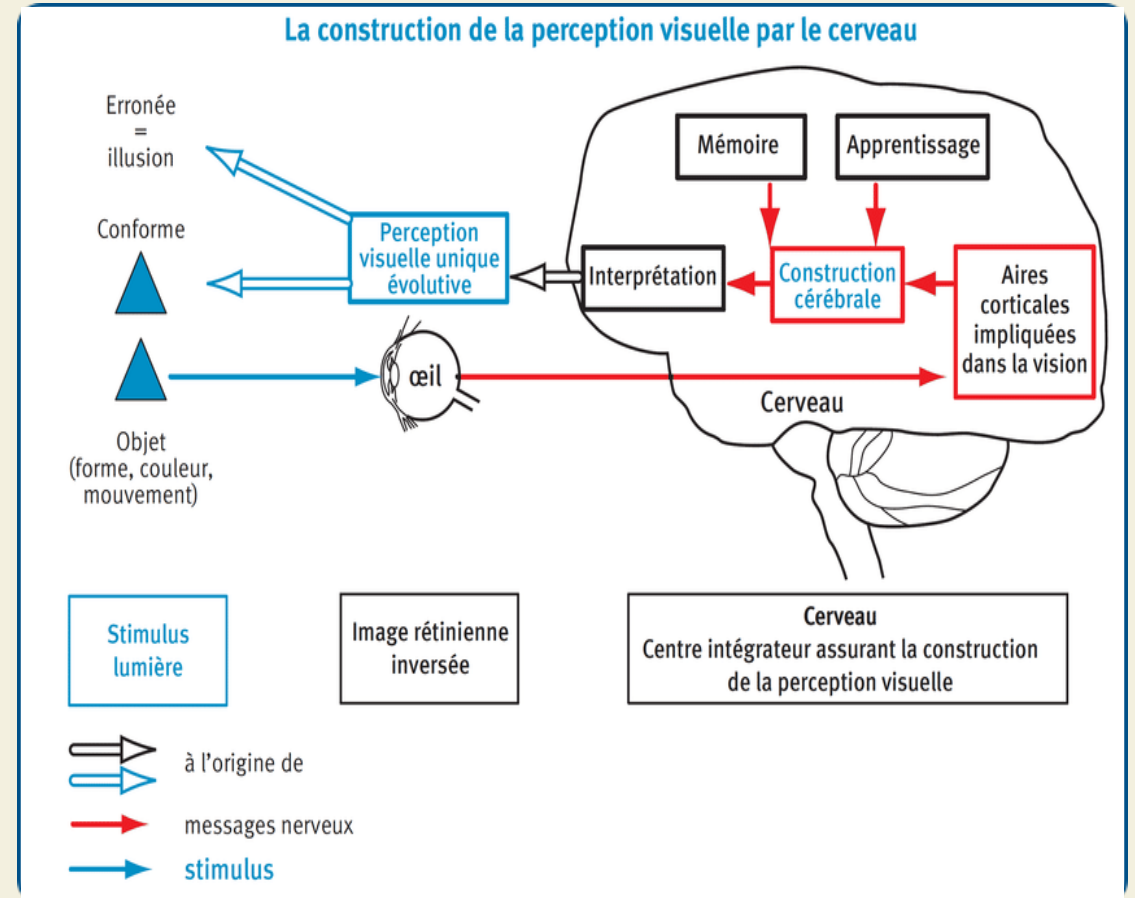 La construction de la perception visuelle par le cerveau
Erronée
=
illusion
Conforme
Objet
(forme, couleur,
mouvement)
Perception
visuelle unique
évolutive
œil
Mémoire
Apprentissage
Interprétation
Construction
cérébrale
Aires
corticales
impliquées
dans la vision
Cerveau
Stimulus
lumière
Image rétinienne
inversée
Cerveau
Centre intégrateur assurant la construction
de la perception visuelle
à l'origine de
messages nerveux
stimulus